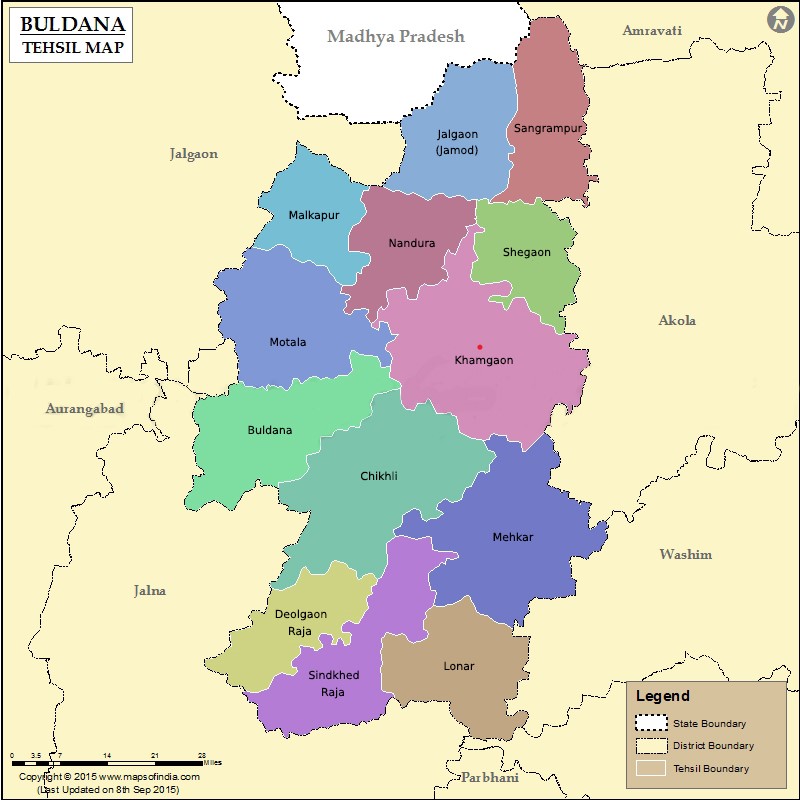 BULDANA
TEHSIL MAP
N
Madhya Pradesh
Amravati
Jalgaon
Jalgaon
(Jamod)
Sangrampur
Malkapur
Nandura
Shegaon
Akola
Motala
Khamgaon
Aurangabad
Buldana
Chikhli
Mehkar
Washim
Jalna
Deolgaon
Raja
Sindkhed
Raja
Lonar
Parbhani
Legend
State Boundary
District Boundary
Tehsil Boundary
0 3.5 7 14 21 28
Miles
Copyright © 2015 www.mapsofindia.com
(Last Updated on 8th Sep 2015)